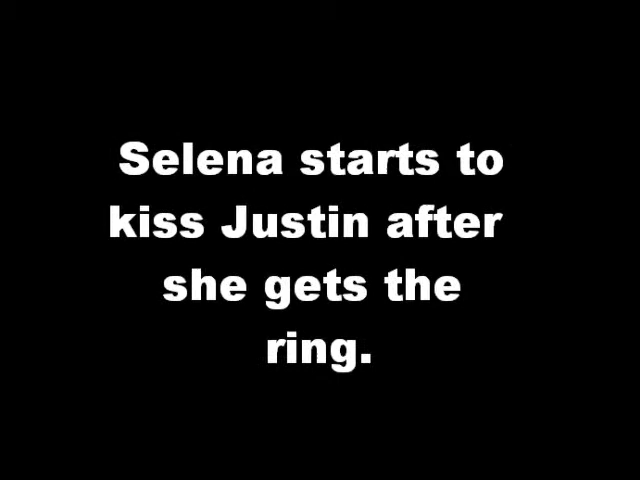 Selena starts to
kiss Justin after
she gets the
ring.